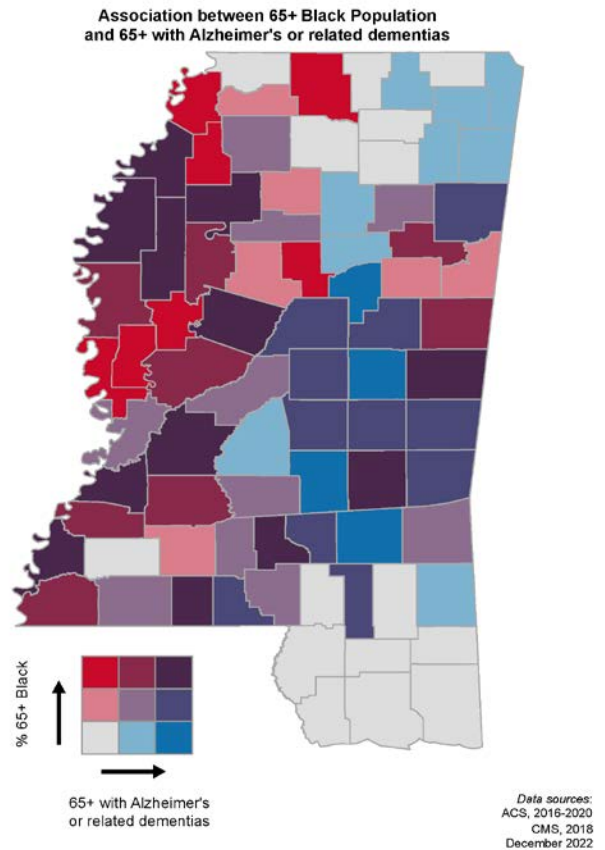 Association between 65+ Black Population
and 65+ with Alzheimer's or related dementias
% 65+ Black
65+ with Alzheimer's
or related dementias
Data sources:
ACS, 2016-2020
CMS, 2018
December 2022